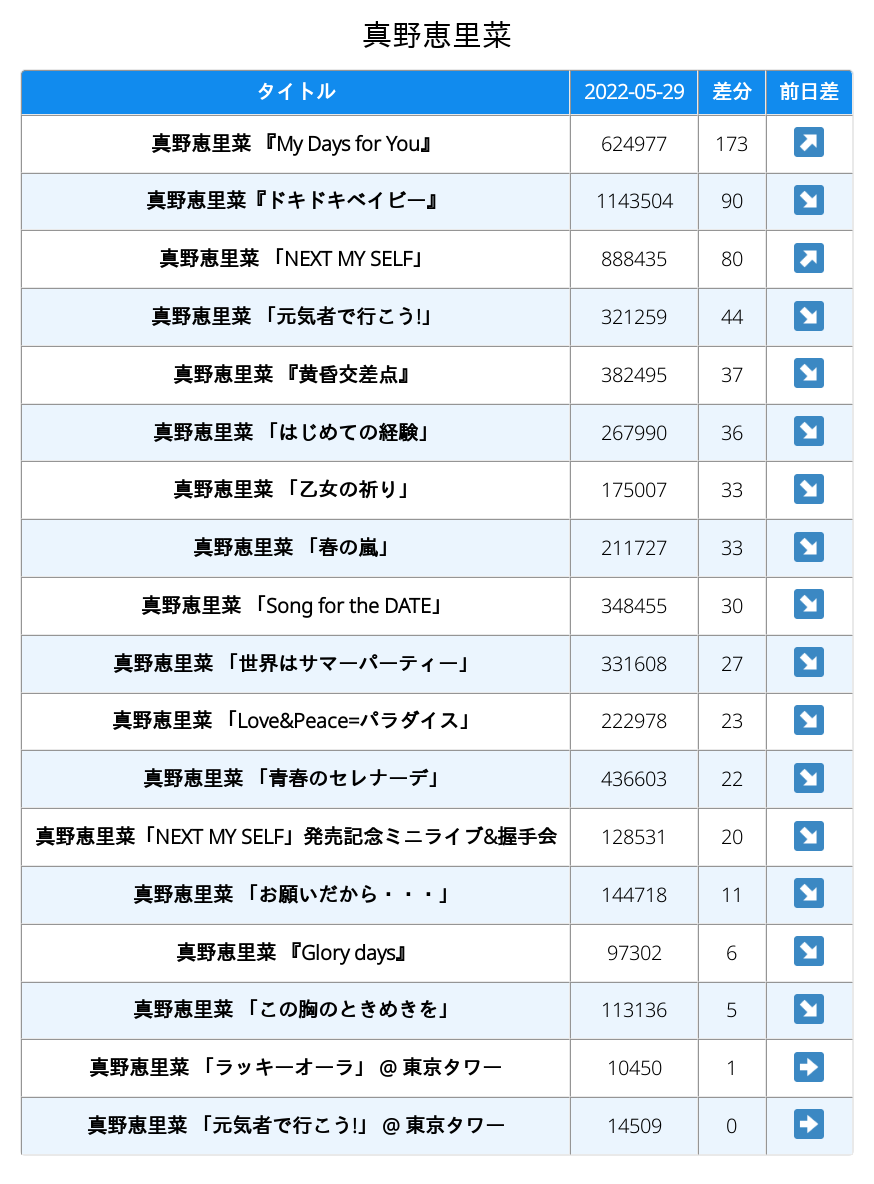 真野恵里菜
タイトル 2022-05-29 差分 前日差
真野恵里菜 『My Days for You』 624977 173 ↗
真野恵里菜『ドキドキベイビー』 1143504 90 ↘
真野恵里菜 「NEXT MY SELF」 888435 80 ↗
真野恵里菜 「元気者で行こう!」 321259 44 ↘
真野恵里菜 『黄昏交差点』 382495 37 ↘
真野恵里菜 「はじめての経験」 267990 36 ↘
真野恵里菜 「乙女の祈り」 175007 33 ↘
真野恵里菜 「春の嵐」 211727 33 ↘
真野恵里菜 「Song for the DATE」 348455 30 ↘
真野恵里菜 「世界はサマーパーティー」 331608 27 ↘
真野恵里菜 「Love&Peace=パラダイス」 222978 23 ↘
真野恵里菜 「青春のセレナーデ」 436603 22 ↘
真野恵里菜「NEXT MY SELF」発売記念ミニライブ&握手会 128531 20 ↘
真野恵里菜 「お願いだから・・・」 144718 11 ↘
真野恵里菜 『Glory days』 97302 6 ↘
真野恵里菜 「この胸のときめきを」 113136 5 ↘
真野恵里菜 「ラッキーオーラ」 @ 東京タワー 10450 1 →
真野恵里菜 「元気者で行こう!」 @ 東京タワー 14509 0 →